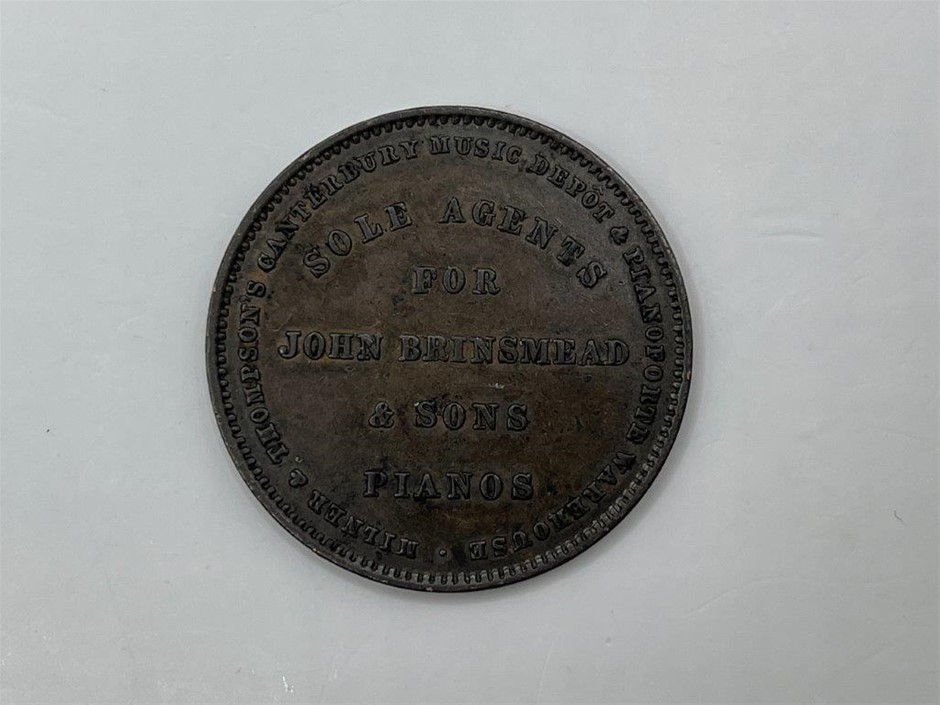 MILNER & THOMPSON'S CANTERBURY MUSIC DEPÔT & PIANOFORTE WAREHOUSE ·
SOLE AGENTS
FOR
JOHN BRINSMEAD
& SONS
PIANOS